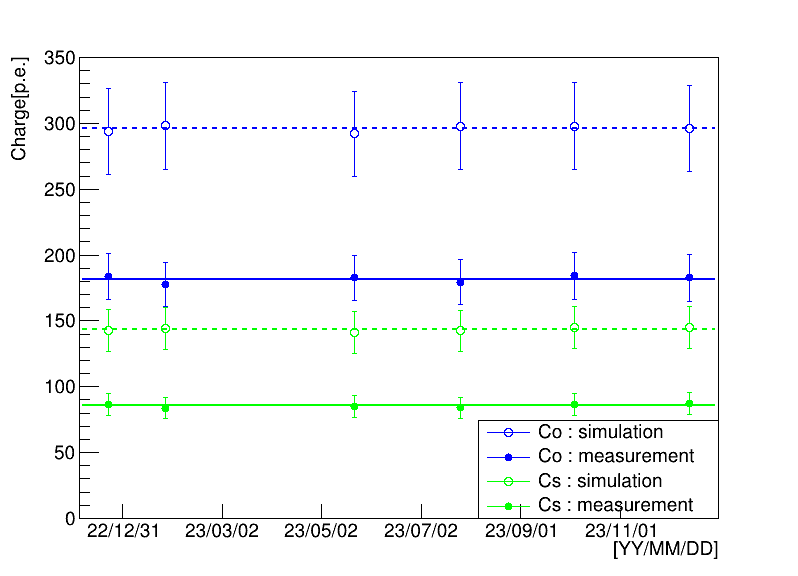 Charge[p.e.]
350
300
250
200
150
100
50
0
Co : simulation
Co : measurement
Cs : simulation
Cs : measurement
22/12/31 23/03/02 23/05/02 23/07/02 23/09/01 23/11/01
[YY/MM/DD]